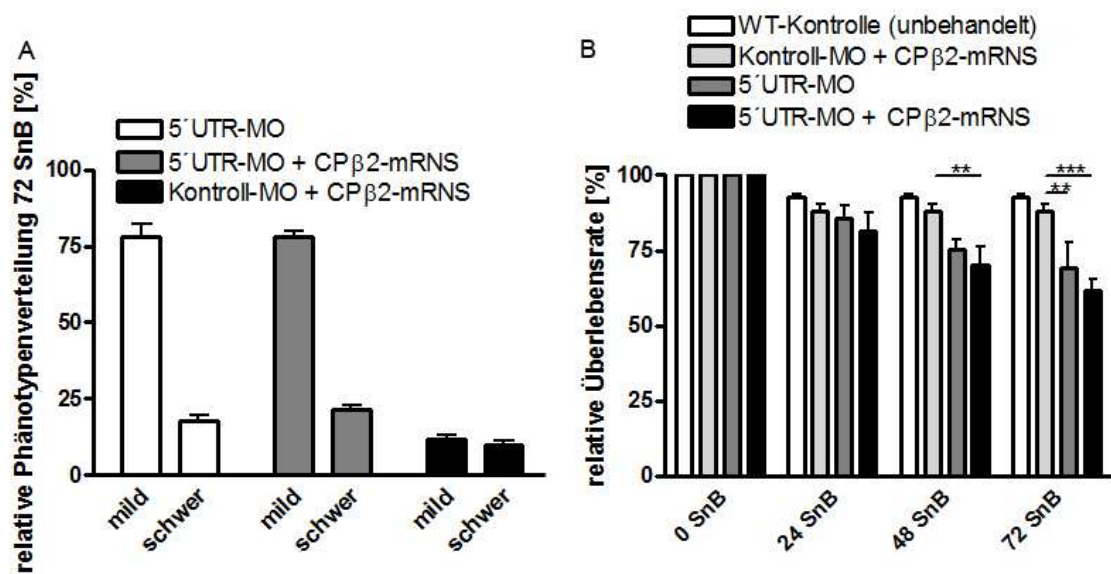 A
relative Phänotypenverteilung 72 SnB [%]
5´UTR-MO
5´UTR-MO + CPβ2-mRNS
Kontroll-MO + CPβ2-mRNS
100
75
50
25
0
mild
schwer
mild
schwer
mild
schwer
B
WT-Kontrolle (unbehandelt)
Kontroll-MO + CPβ2-mRNS
5´UTR-MO
5´UTR-MO + CPβ2-mRNS
relative Überlebensrate [%]
100
75
50
25
0
**
***
**
0 SnB
24 SnB
48 SnB
72 SnB